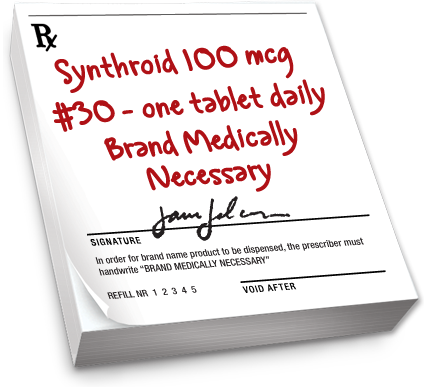 Rx
Synthroid 100 mcg
#30 - one tablet daily
Brand Medically
Necessary
SIGNATURE
In order for brand name product to be dispensed, the prescriber must
handwrite "BRAND MEDICALLY NECESSARY"
REFILL NR 1 2 3 4 5
VOID AFTER